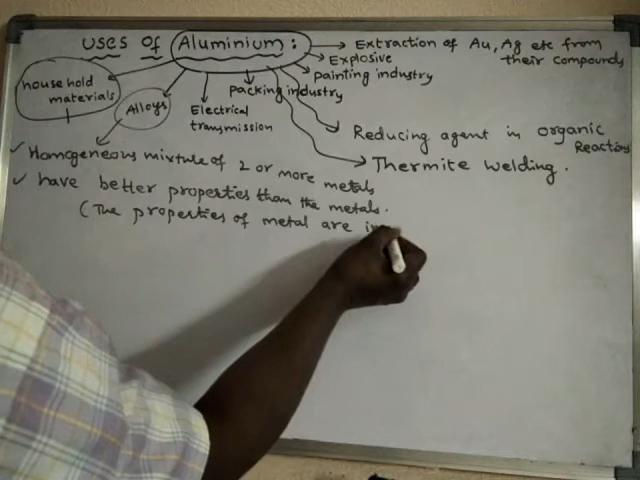 USES OF Aluminium:
Extraction of Au, Ag etc from
their compounds
Explosive
Painting industry
Packing industry
household
materials
Alloys
Electrical
transmission
Reducing agent in organic
Reactions
Thermite welding.
✓ Homogeneous mixture of 2 or more metals
✓ have better properties than the metals.
(The properties of metal are